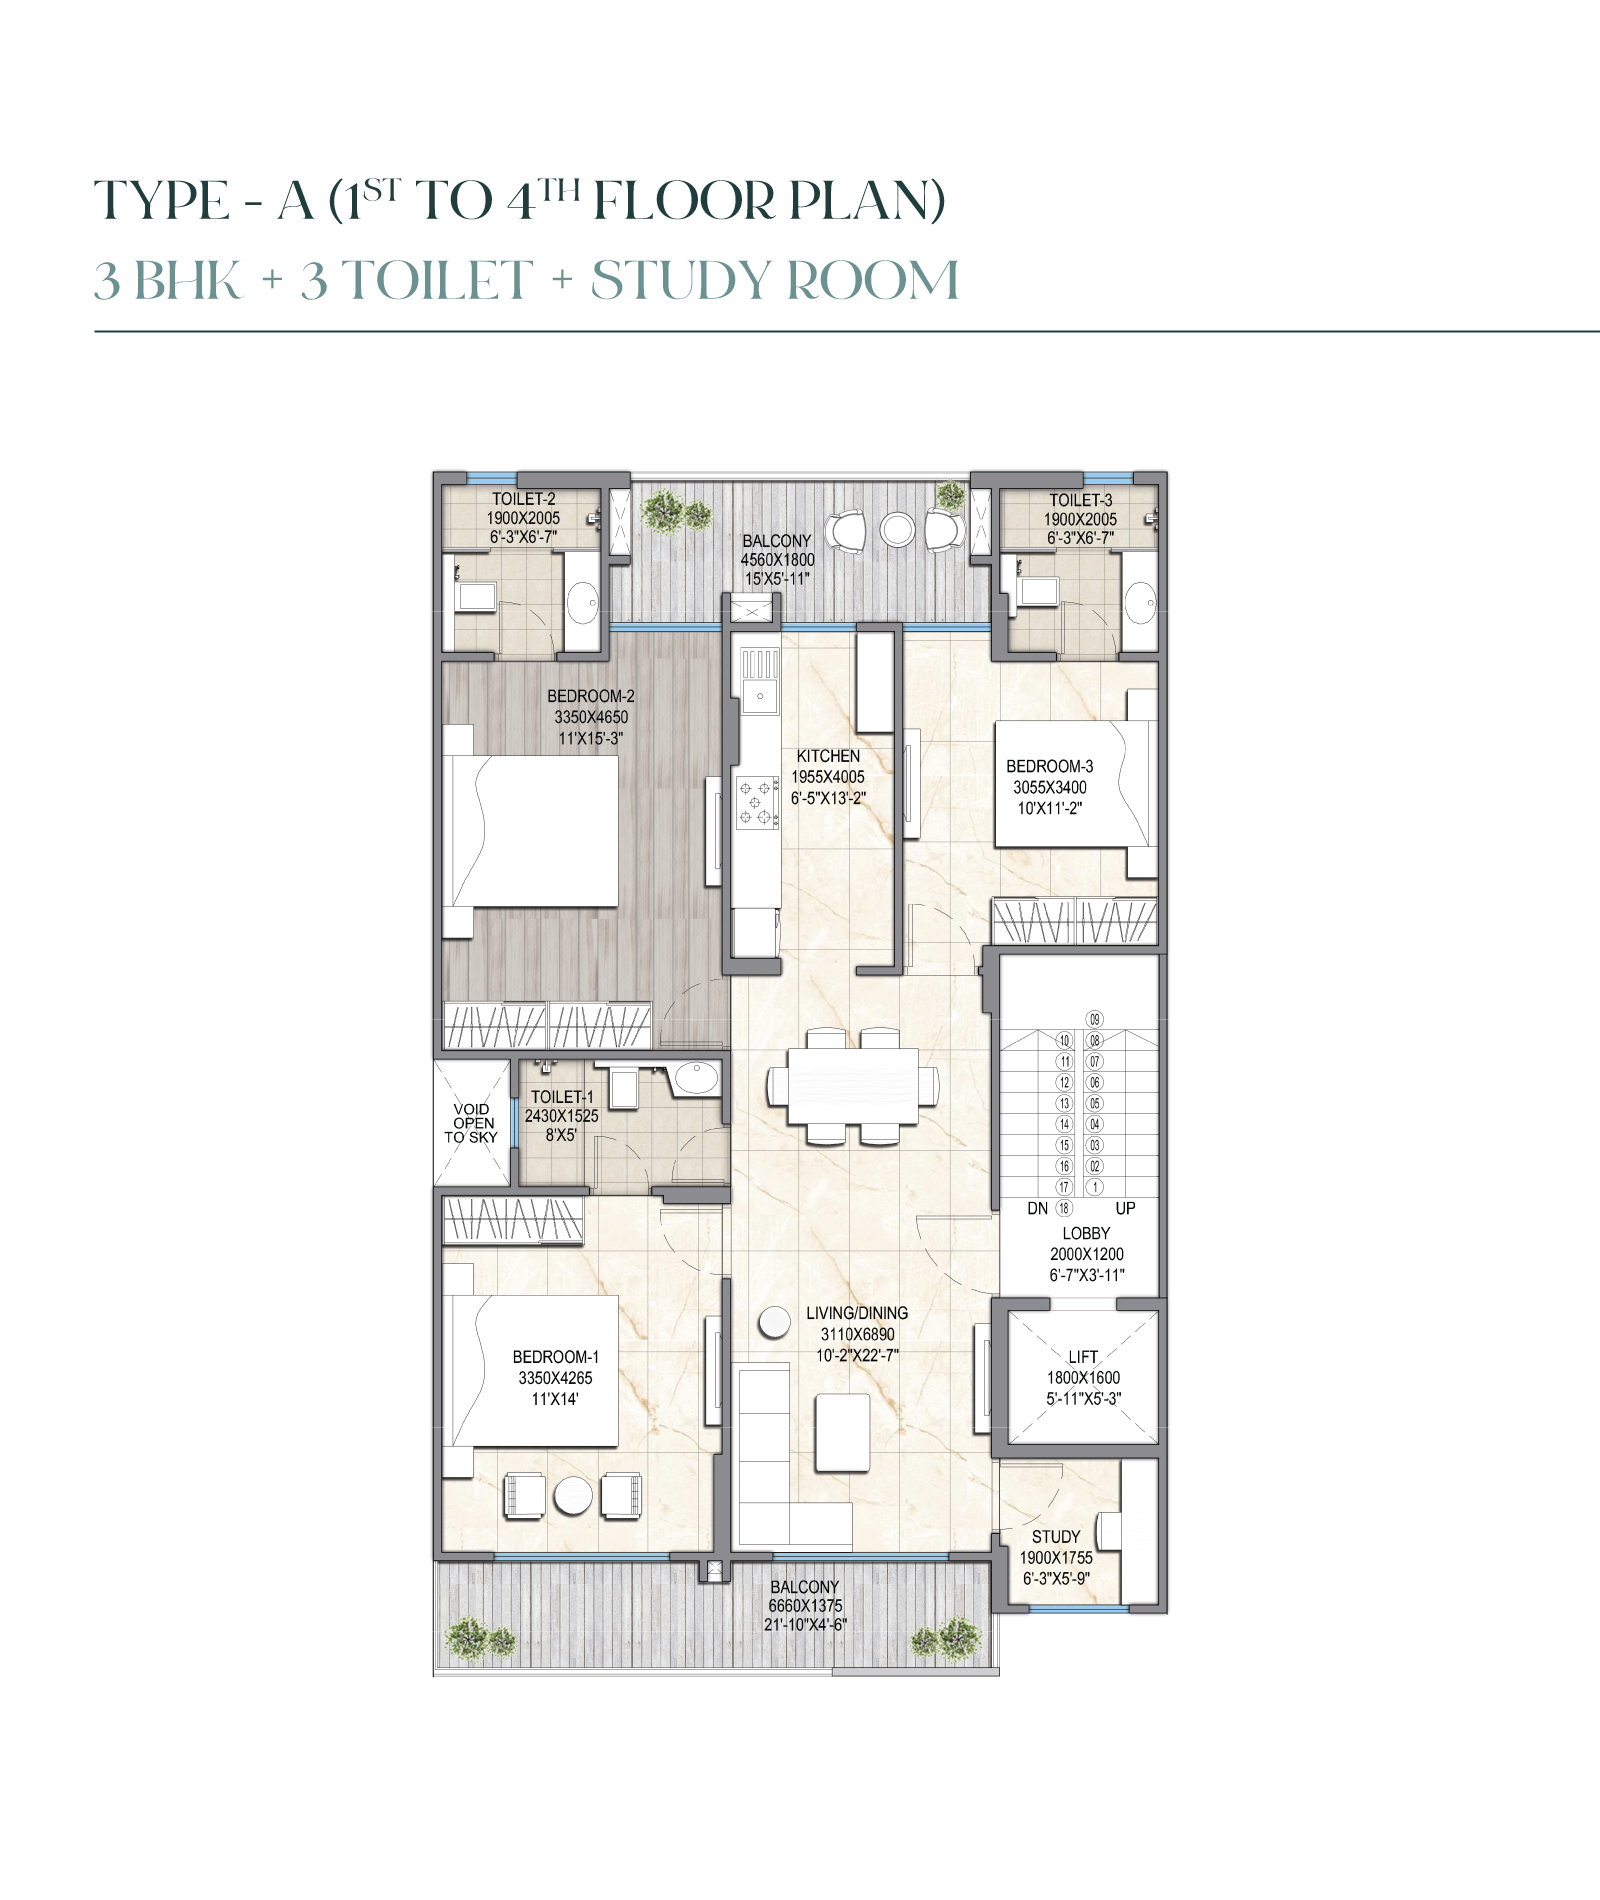 TYPE - A (1ST TO 4TH FLOOR PLAN)
3 BHK + 3 TOILET + STUDY ROOM
TOILET-2
1900X2005
6'-3"X6'-7"
BALCONY
4560X1800
15'X5'-11"
TOILET-3
1900X2005
6'-3"X6'-7"
BEDROOM-2
3350X4650
11'X15'-3"
KITCHEN
1955X4005
6'-5"X13'-2"
BEDROOM-3
3055X3400
10'X11'-2"
09
10 08
11 07
12 06
13 05
14 04
15 03
16 02
17 1
DN 18 UP
VOID
OPEN
TO SKY
TOILET-1
2430X1525
8'X5'
LOBBY
2000X1200
6'-7"X3'-11"
LIVING/DINING
3110X6890
10'-2"X22'-7"
BEDROOM-1
3350X4265
11'X14'
LIFT
1800X1600
5'-11"X5'-3"
STUDY
1900X1755
6'-3"X5'-9"
BALCONY
6660X1375
21'-10"X4'-6"